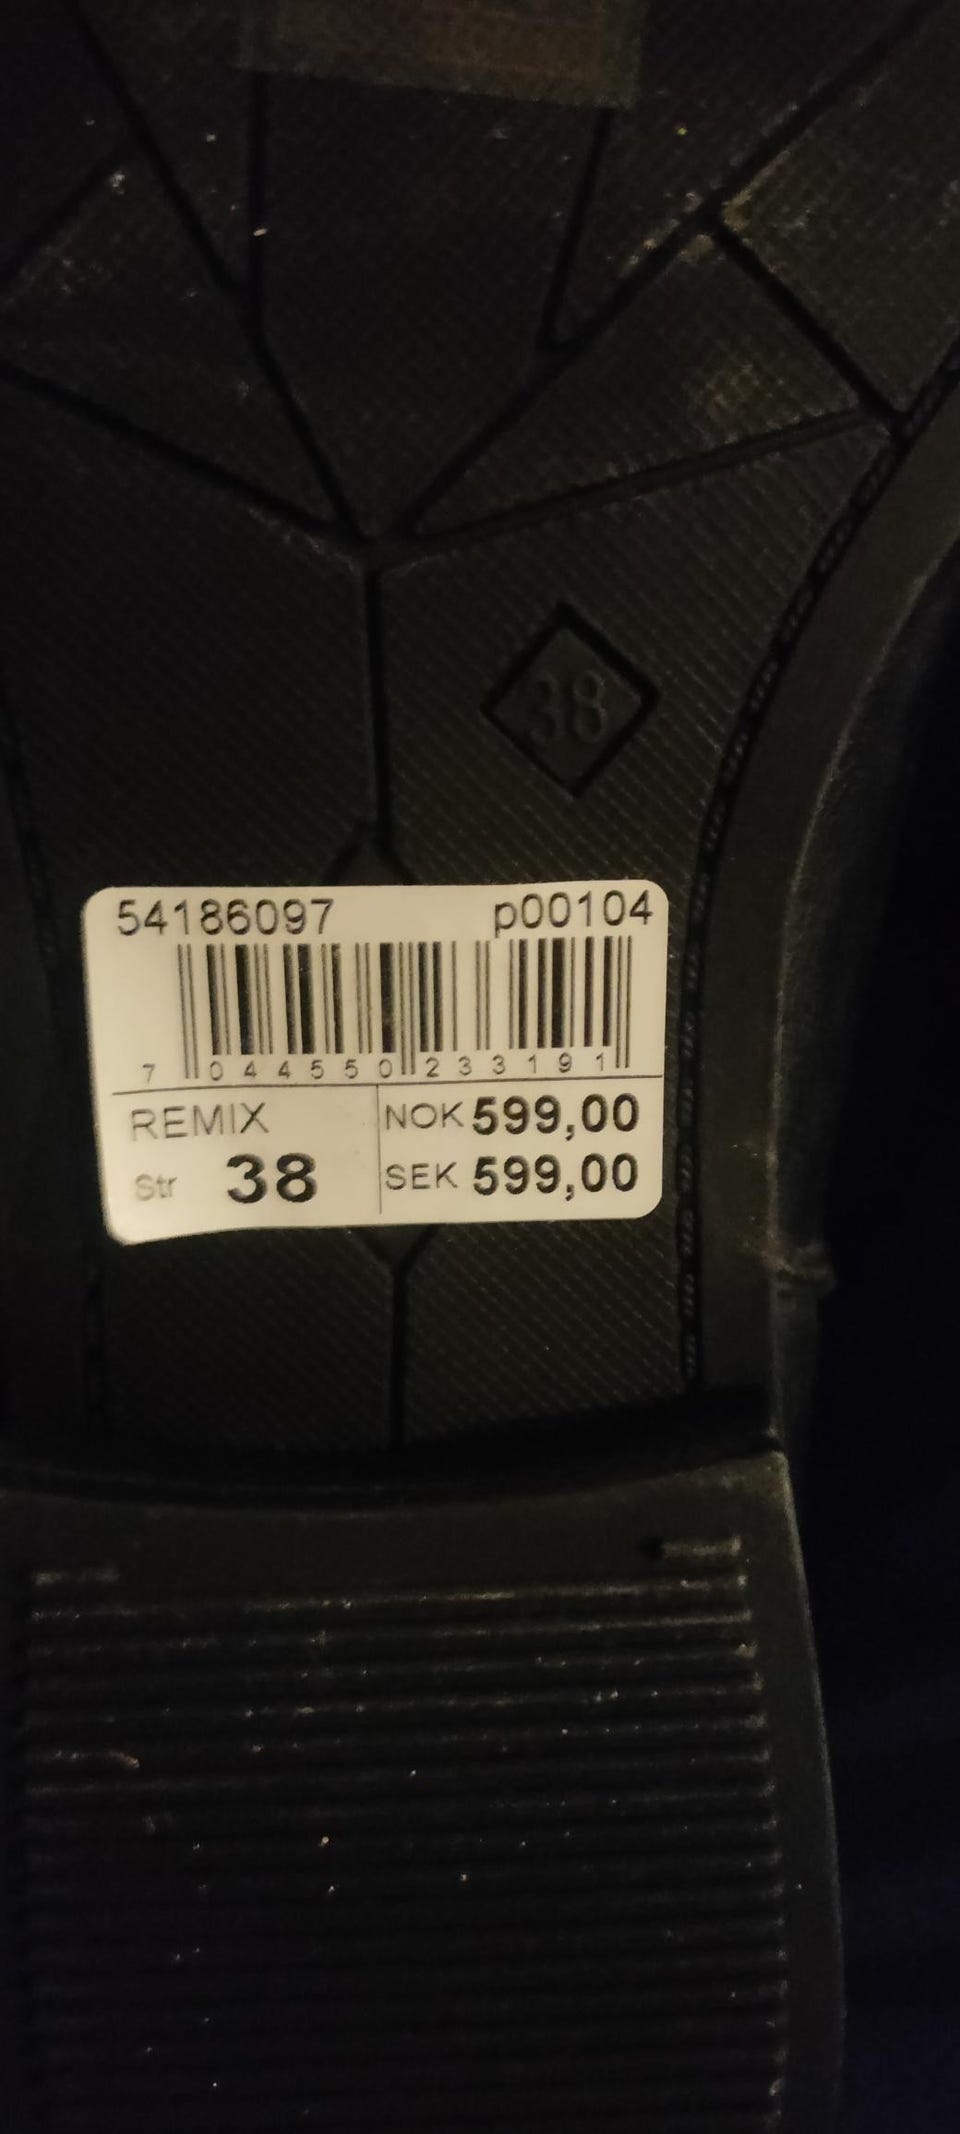 38
54186097 p00104
7 044550 233191
REMIX NOK 599,00
Str 38 SEK 599,00